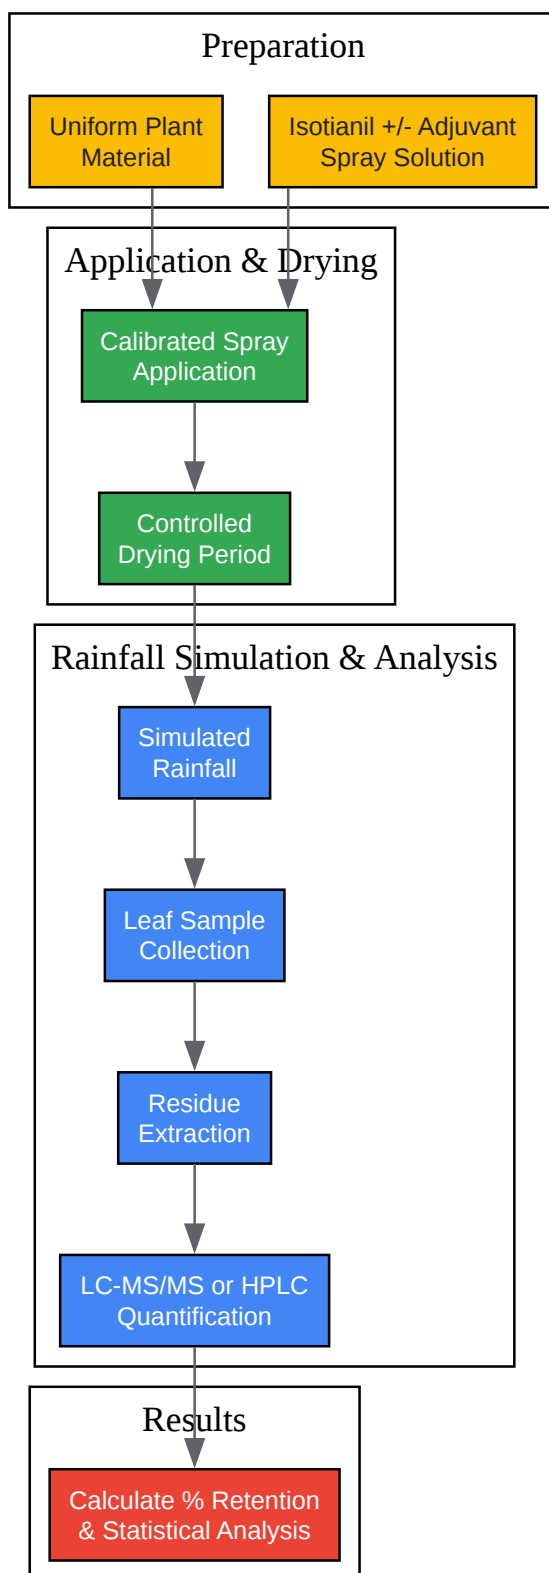 Preparation
Uniform Plant
Material
Isotianil +/- Adjuvant
Spray Solution
Application & Drying
Calibrated Spray
Application
Controlled
Drying Period
Rainfall Simulation & Analysis
Simulated
Rainfall
Leaf Sample
Collection
Residue
Extraction
LC-MS/MS or HPLC
Quantification
Results
Calculate % Retention
& Statistical Analysis